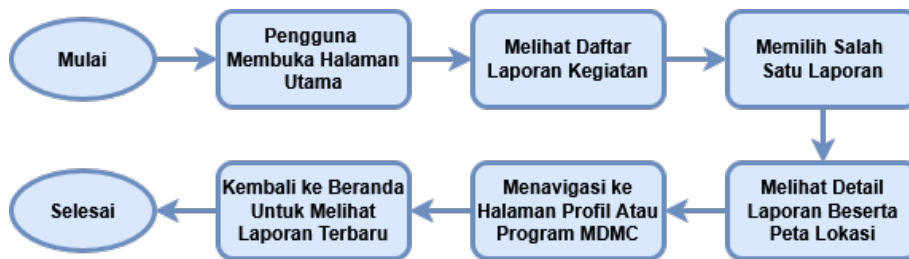 Mulai
Pengguna
Membuka Halaman
Utama
Melihat Daftar
Laporan Kegiatan
Memilih Salah
Satu Laporan
Melihat Detail
Laporan Beserta
Peta Lokasi
Menavigasi ke
Halaman Profil Atau
Program MDMC
Kembali ke Beranda
Untuk Melihat
Laporan Terbaru
Selesai